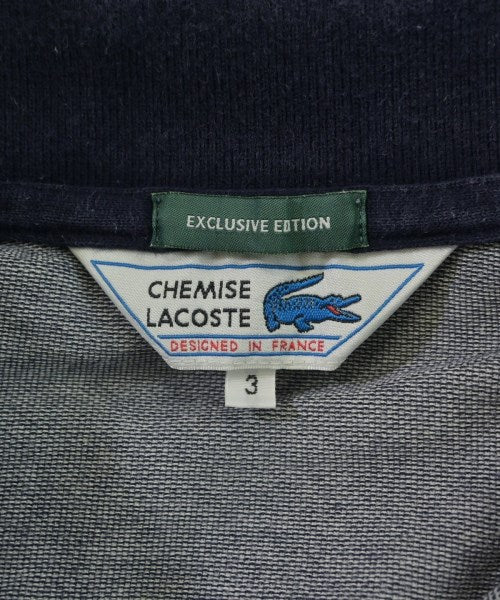 EXCLUSIVE EDITION
CHEMISE
LACOSTE
DESIGNED IN FRANCE
3